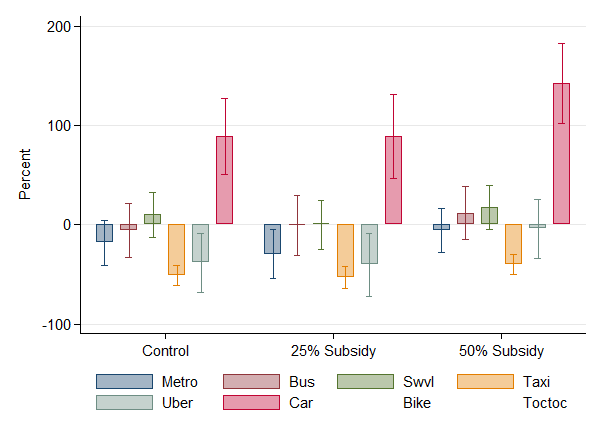 200
100
0
-100
Percent
Control 25% Subsidy 50% Subsidy
Metro Bus Swvl Taxi
Uber Car Bike Toctoc